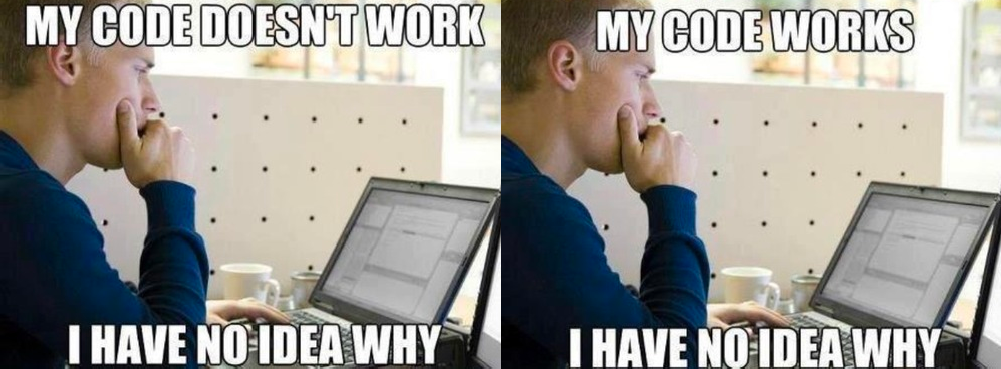 MY CODE DOESN'T WORK
I HAVE NO IDEA WHY
MY CODE WORKS
I HAVE NO IDEA WHY